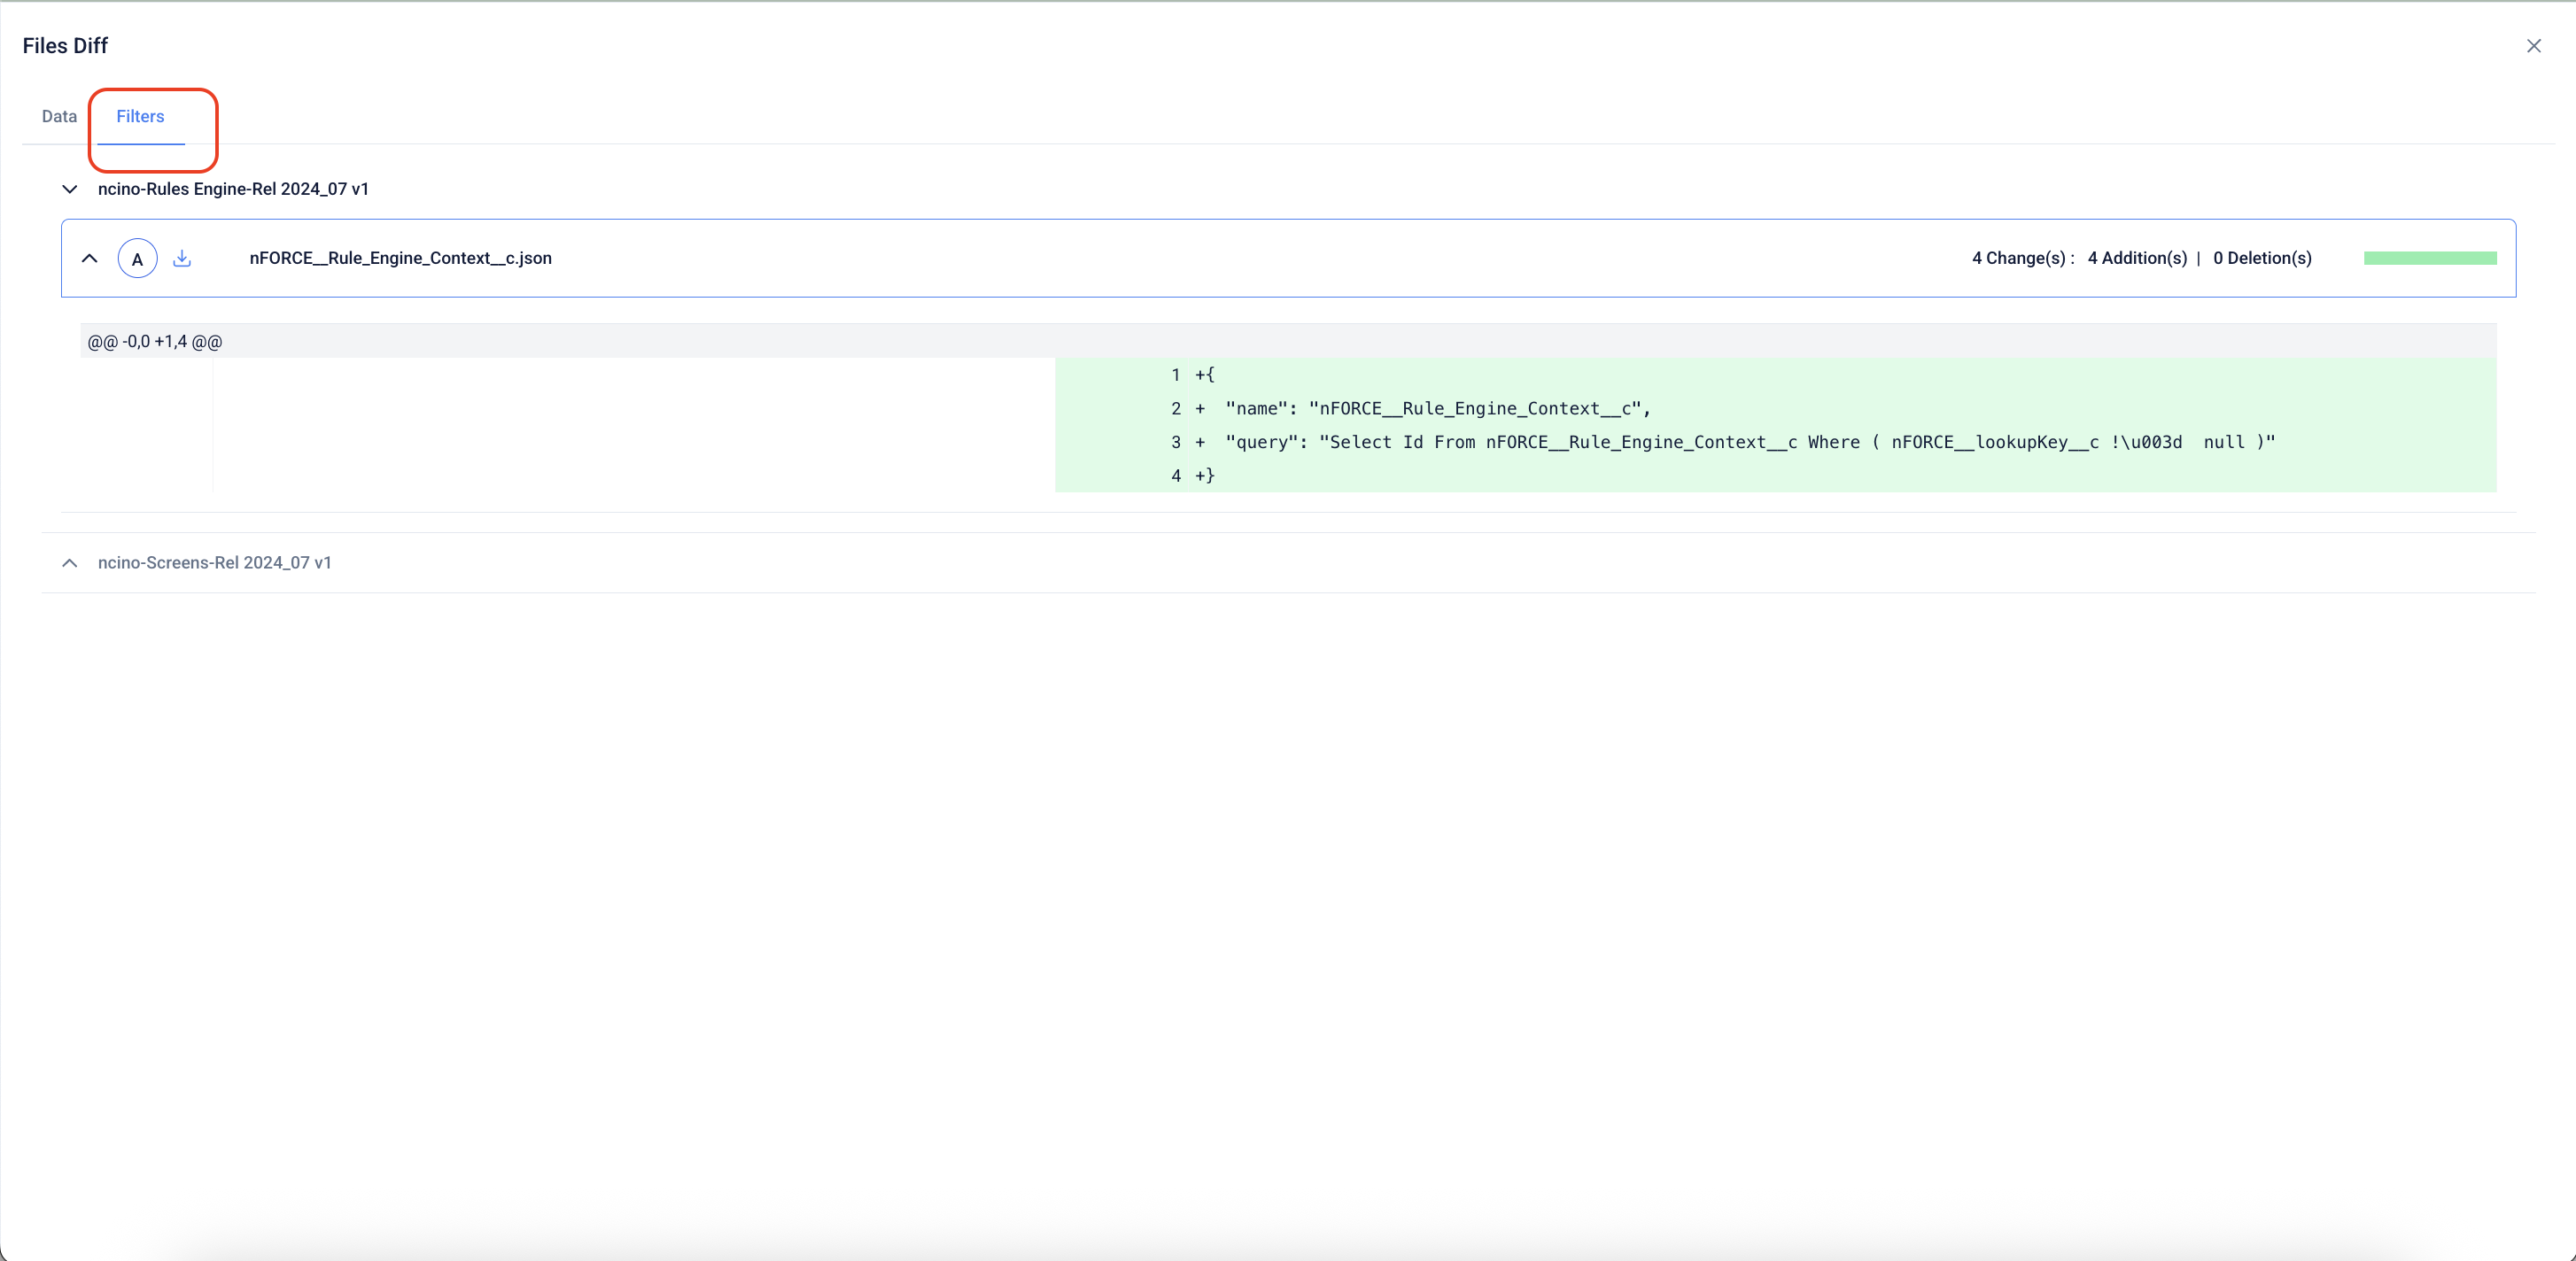 Files Diff
Data Filters
ncino-Rules Engine-Rel 2024_07 v1
A nFORCE__Rule_Engine_Context__c.json 4 Change(s) : 4 Addition(s) | 0 Deletion(s)
@@ -0,0 +1,4 @@
1 +{
2 +  "name": "nFORCE__Rule_Engine_Context__c",
3 +  "query": "Select Id From nFORCE__Rule_Engine_Context__c Where ( nFORCE__lookupKey__c !\u003d  null )"
4 +}
ncino-Screens-Rel 2024_07 v1